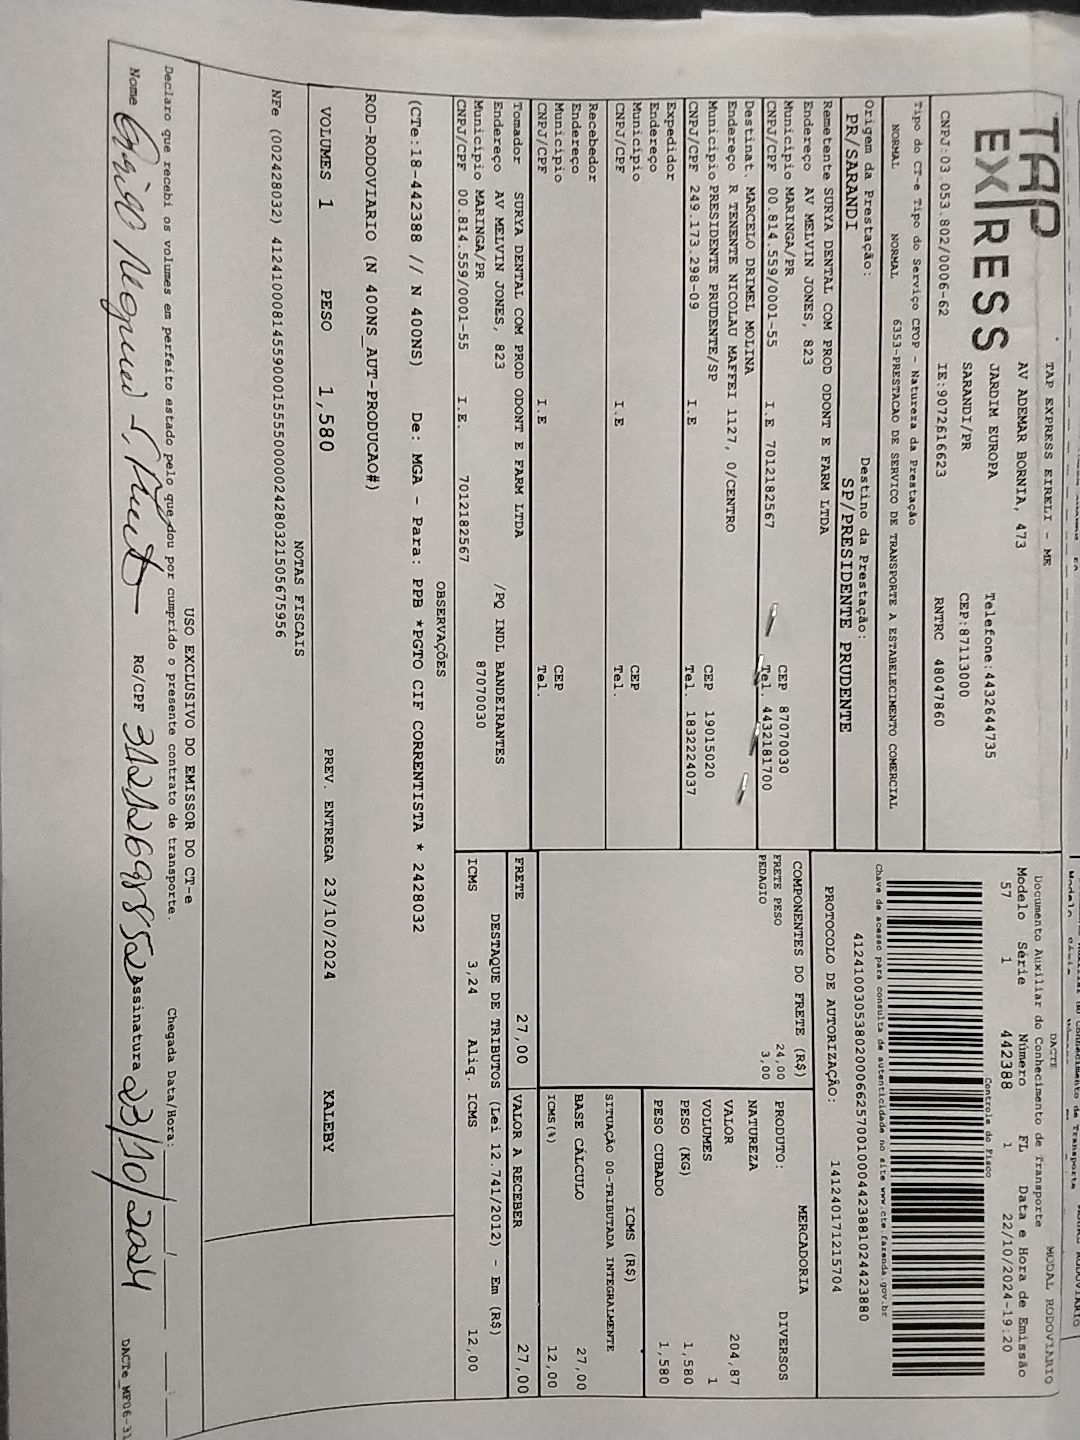 TAP EXPRESS
TAP EXPRESS EIRELI - ME
AV ADEMAR BORNIA, 473
JARDIM EUROPA Telefone:4432644735
SARANDI/PR CEP:87113000
CNPJ:03.053.802/0006-62 IE:9072616623 RNTRC 48047860
DACTE MODAL RODOVIARIO
Documento Auxiliar do Conhecimento de Transporte
Modelo Série Número FL Data e Hora de Emissão
57 1 442388 1 22/10/2024-19:20
Controle do Fisco
Tipo do CT-e Tipo do Serviço CFOP - Natureza da Prestação
NORMAL NORMAL 6353-PRESTACAO DE SERVICO DE TRANSPORTE A ESTABELECIMENTO COMERCIAL
Chave de acesso para consulta de autenticidade no site www.cte.fazenda.gov.br
41241003053802000662570010004423881024423880
PROTOCOLO DE AUTORIZAÇÃO: 141240171215704
Origem da Prestação: Destino da Prestação:
PR/SARANDI SP/PRESIDENTE PRUDENTE
Remetente SURYA DENTAL COM PROD ODONT E FARM LTDA
Endereço AV MELVIN JONES, 823
Municipio MARINGA/PR CEP 87070030
CNPJ/CPF 00.814.559/0001-55 I.E 7012182567 Tel. 4432181700
Destinat. MARCELO DRIMEL MOLINA
Endereço R TENENTE NICOLAU MAFFEI 1127, 0/CENTRO
Municipio PRESIDENTE PRUDENTE/SP CEP 19015020
CNPJ/CPF 249.173.298-09 I.E Tel. 1832224037
Expedidor
Endereço
Municipio CEP
CNPJ/CPF I.E Tel.
Recebedor
Endereço
Municipio CEP
CNPJ/CPF I.E Tel.
Tomador SURYA DENTAL COM PROD ODONT E FARM LTDA
Endereço AV MELVIN JONES, 823 /PQ INDL BANDEIRANTES
Municipio MARINGA/PR 87070030
CNPJ/CPF 00.814.559/0001-55 I.E. 7012182567
COMPONENTES DO FRETE (R$)
FRETE PESO 24,00
PEDAGIO 3,00
MERCADORIA
PRODUTO: DIVERSOS
NATUREZA
VALOR 204,87
VOLUMES 1
PESO (KG) 1,580
PESO CUBADO 1,580
ICMS (R$)
SITUAÇÃO 00-TRIBUTADA INTEGRALMENTE
BASE CÁLCULO 27,00
ICMS(%) 12,00
FRETE 27,00 VALOR A RECEBER 27,00
DESTAQUE DE TRIBUTOS (Lei 12.741/2012) - Em (R$)
ICMS 3,24 Aliq. ICMS 12,00
OBSERVAÇÕES
(CTe:18-442388 // N 400NS) De: MGA - Para: PPB *PGTO CIF CORRENTISTA * 2428032
ROD-RODOVIARIO (N 400NS_AUT-PRODUCAO#)
VOLUMES 1 PESO 1,580 PREV. ENTREGA 23/10/2024 KALEBY
NOTAS FISCAIS
NFe (002428032) 41241000814559000155550000024280321505675956
USO EXCLUSIVO DO EMISSOR DO CT-e
Declaro que recebi os volumes em perfeito estado pelo que dou por cumprido o presente contrato de transporte. Chegada Data/Hora: __/__/__ __:__
Nome RG/CPF Assinatura 23/10/2024
DACTe_MF06-31